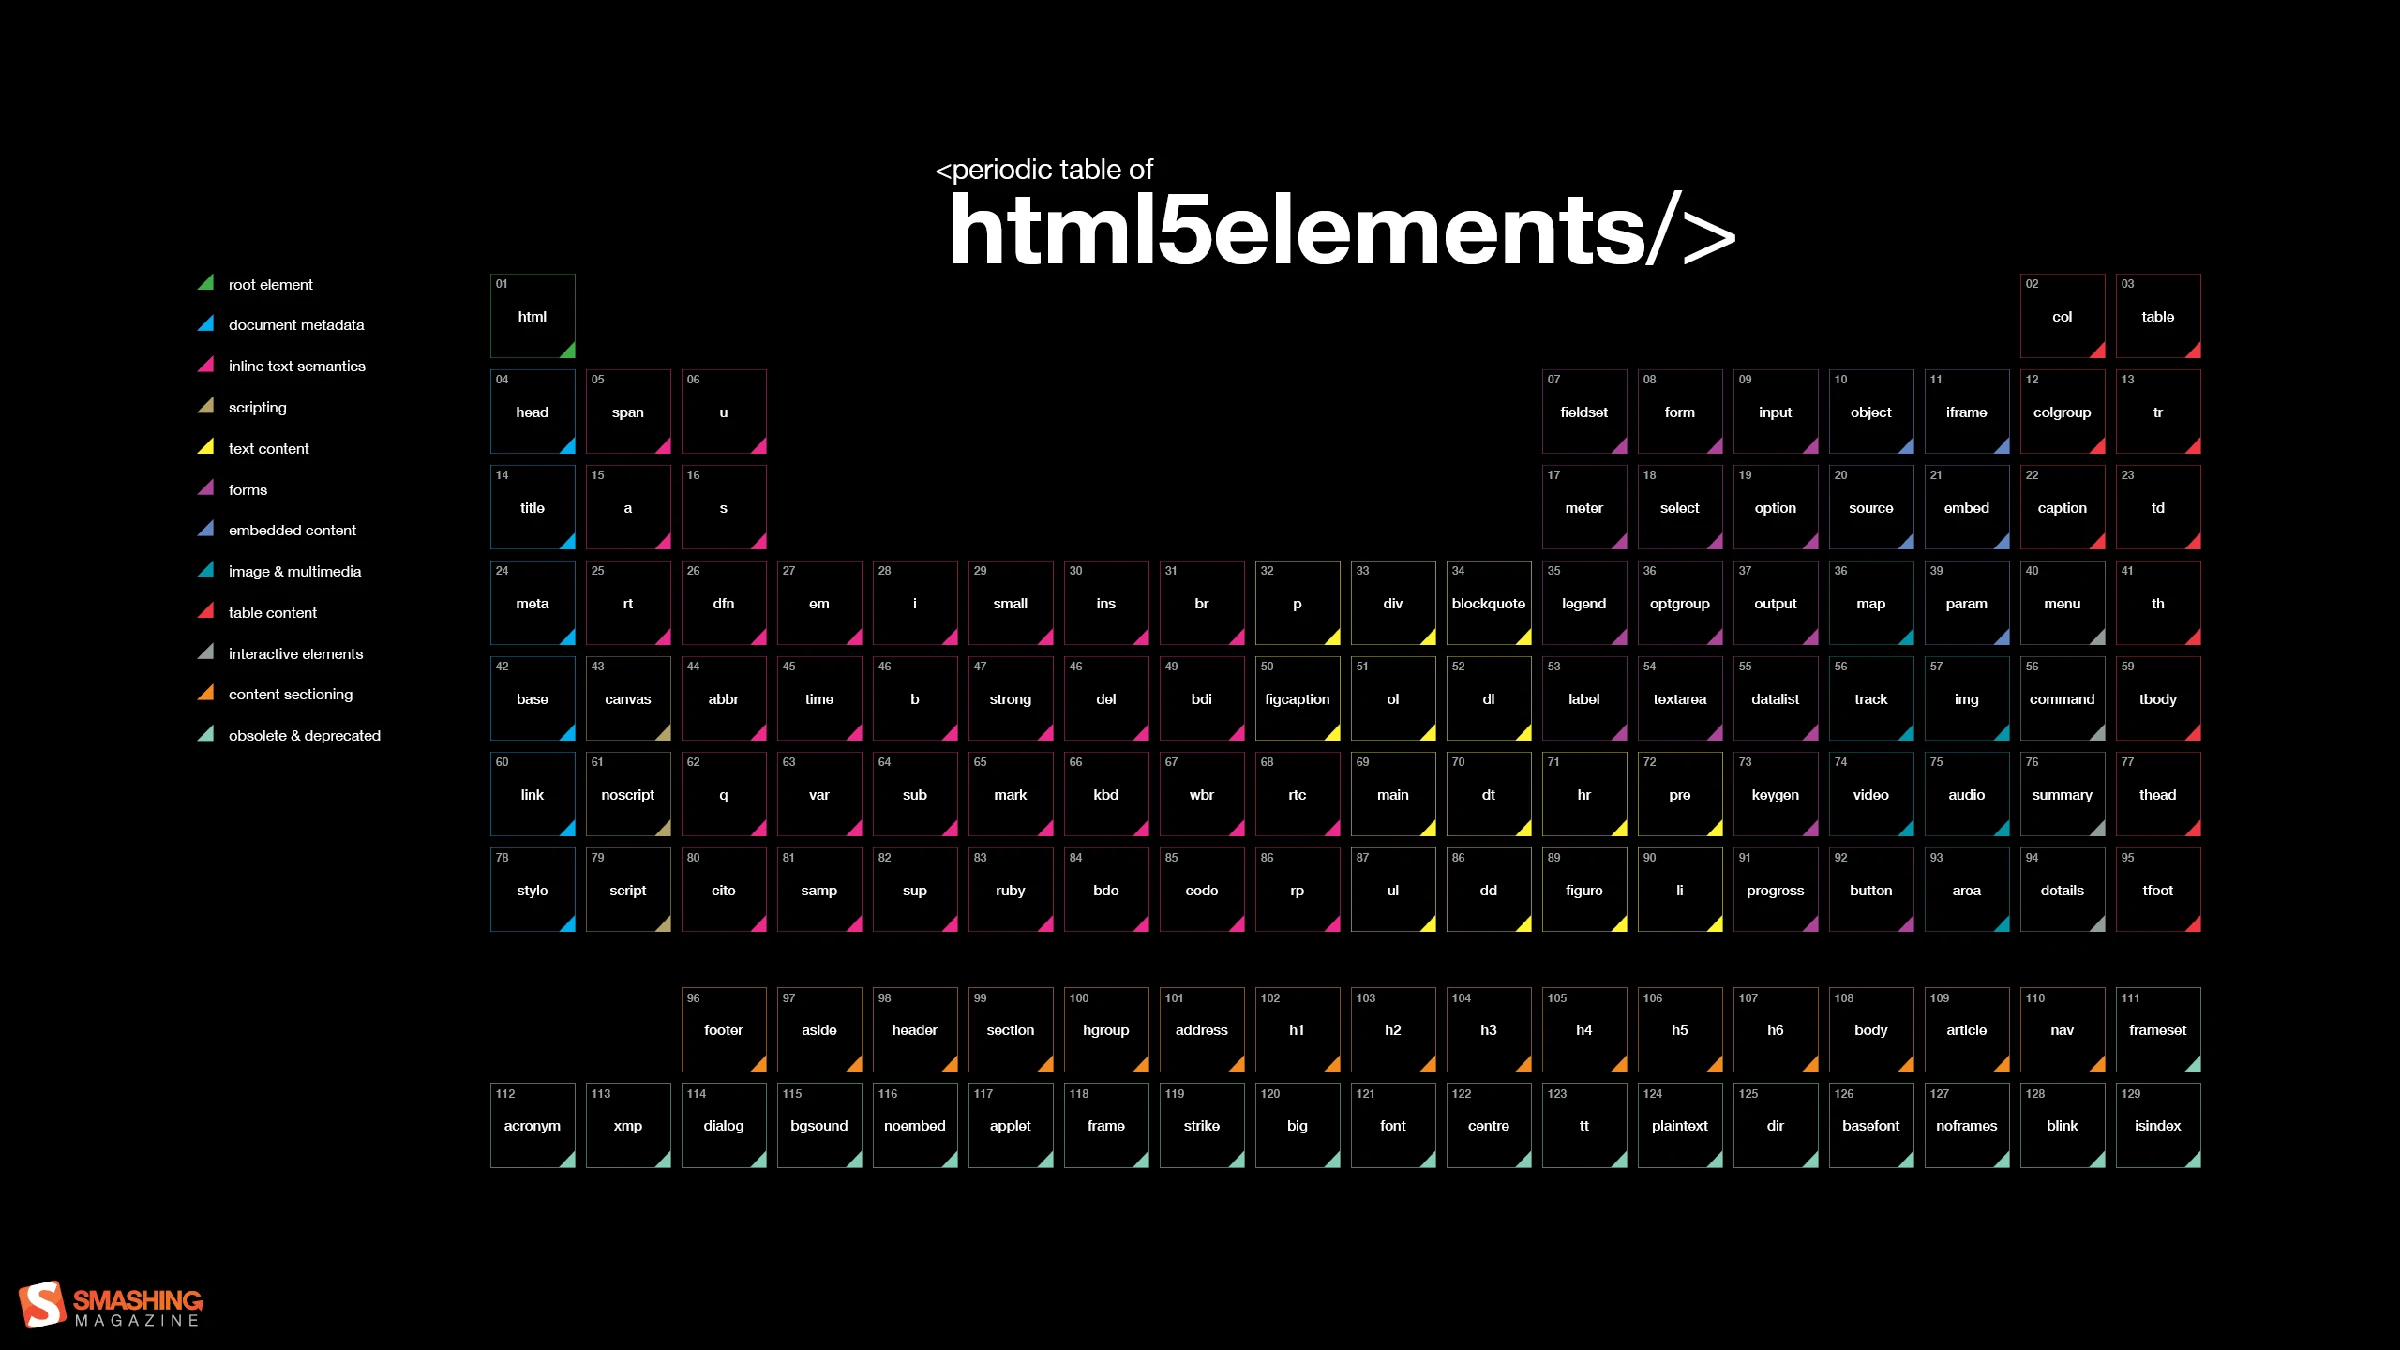 <periodic table of
html5elements/>
root element
document metadata
inline text semantics
scripting
text content
forms
embedded content
image & multimedia
table content
interactive elements
content sectioning
obsolete & deprecated
01 html
02 col
03 table
04 head
05 span
06 u
07 fieldset
08 form
09 input
10 object
11 iframe
12 colgroup
13 tr
14 title
15 a
16 s
17 meter
18 select
19 option
20 source
21 embed
22 caption
23 td
24 meta
25 rt
26 dfn
27 em
28 i
29 small
30 ins
31 br
32 p
33 div
34 blockquote
35 legend
36 optgroup
37 output
36 map
39 param
40 menu
41 th
42 base
43 canvas
44 abbr
45 time
46 b
47 strong
46 del
49 bdi
50 figcaption
51 ol
52 dl
53 label
54 textarea
55 datalist
56 track
57 img
56 command
59 tbody
60 link
61 noscript
62 q
63 var
64 sub
65 mark
66 kbd
67 wbr
68 rtc
69 main
70 dt
71 hr
72 pre
73 keygen
74 video
75 audio
76 summary
77 thead
78 stylo
79 script
80 cito
81 samp
82 sup
83 ruby
84 bdo
85 codo
86 rp
87 ul
86 dd
89 figuro
90 li
91 progross
92 button
93 aroa
94 dotails
95 tfoot
96 footer
97 aside
98 header
99 section
100 hgroup
101 address
102 h1
103 h2
104 h3
105 h4
106 h5
107 h6
108 body
109 article
110 nav
111 frameset
112 acronym
113 xmp
114 dialog
115 bgsound
116 noembed
117 applet
118 frame
119 strike
120 big
121 font
122 centre
123 tt
124 plaintext
125 dir
126 basefont
127 noframes
128 blink
129 isindex
S SMASHING
MAGAZINE